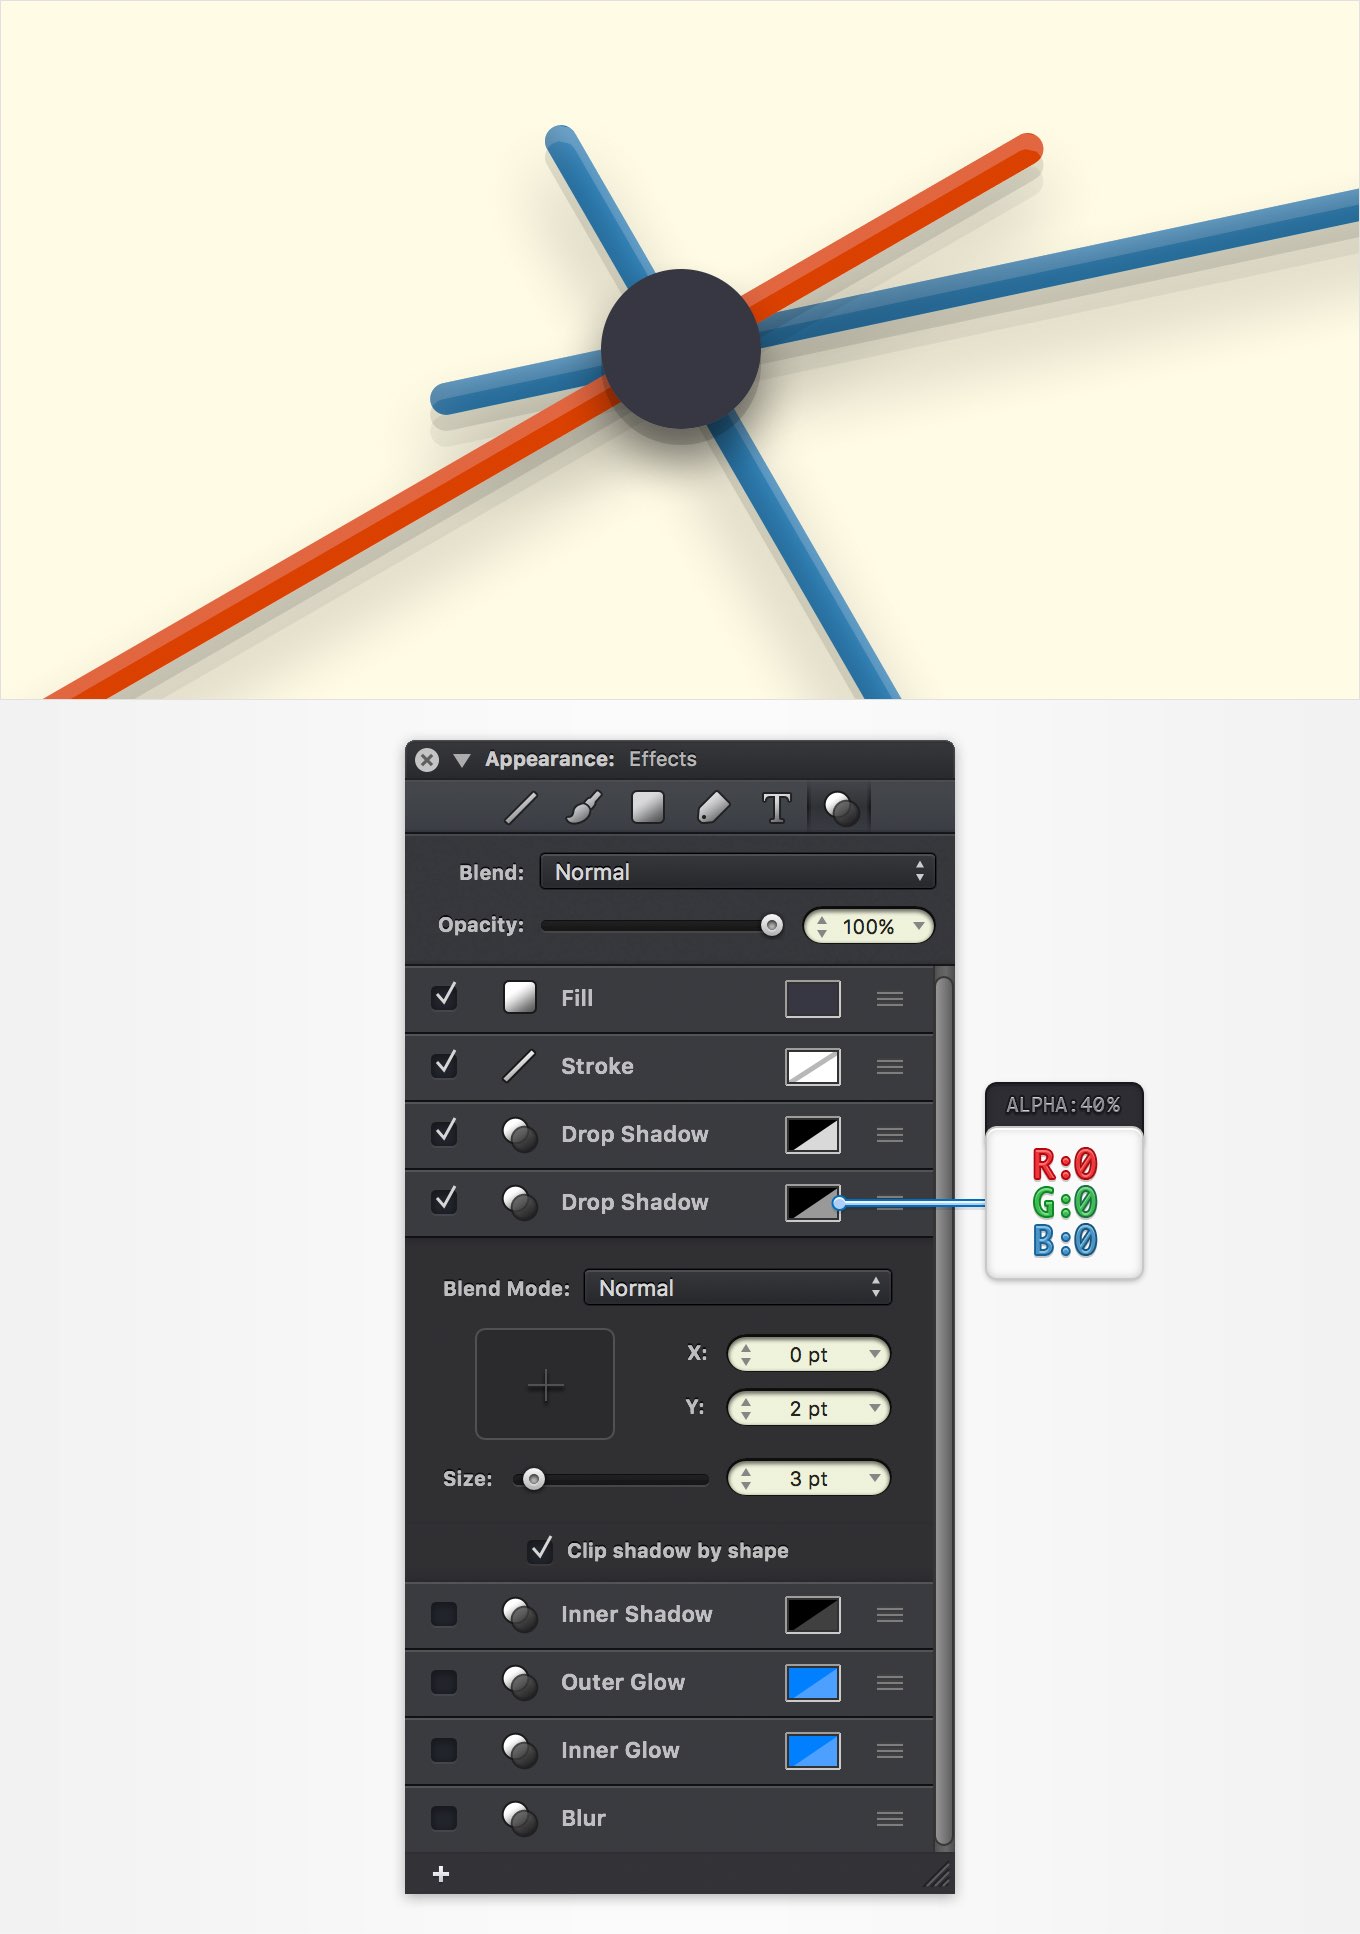 Appearance: Effects
T
Blend: Normal
Opacity: 100%
Fill
Stroke
Drop Shadow
Drop Shadow
ALPHA:40%
R:0
G:0
B:0
Blend Mode: Normal
X: 0 pt
Y: 2 pt
Size: 3 pt
Clip shadow by shape
Inner Shadow
Outer Glow
Inner Glow
Blur